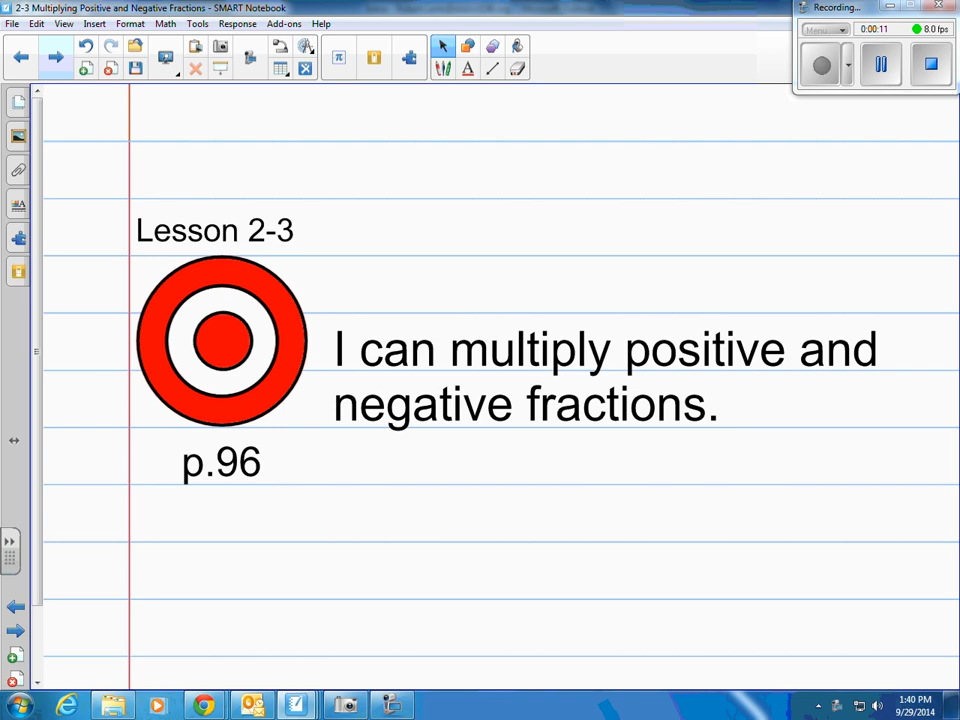 2-3 Multiplying Positive and Negative Fractions - SMART Notebook
Recording...
File Edit View Insert Format Math Tools Response Add-ons Help
Menu
0:00:11
8.0 fps
Lesson 2-3
I can multiply positive and
negative fractions.
p.96
1:40 PM
9/29/2014